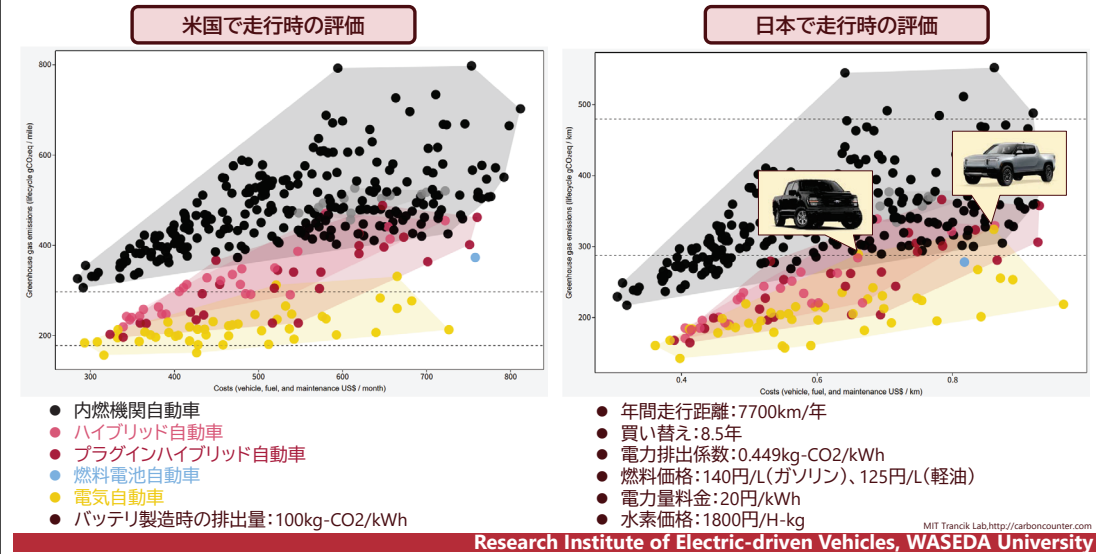 米国で走行時の評価
日本で走行時の評価
Greenhouse gas emissions (lifecycle gCO2eq / mile)
800
600
400
200
300
400
500
600
700
800
Costs (vehicle, fuel, and maintenance US$ / month)
Greenhouse gas emissions (lifecycle gCO2eq / km)
500
400
300
200
0.4
0.6
0.8
Costs (vehicle, fuel, and maintenance US$ / km)
● 内燃機関自動車
● ハイブリッド自動車
● プラグインハイブリッド自動車
● 燃料電池自動車
● 電気自動車
● バッテリ製造時の排出量：100kg-CO2/kWh
● 年間走行距離：7700km/年
● 買い替え：8.5年
● 電力排出係数：0.449kg-CO2/kWh
● 燃料価格：140円/L（ガソリン）、125円/L（軽油）
● 電力量料金：20円/kWh
● 水素価格：1800円/H-kg
MIT Trancik Lab,http://carboncounter.com
Research Institute of Electric-driven Vehicles, WASEDA University